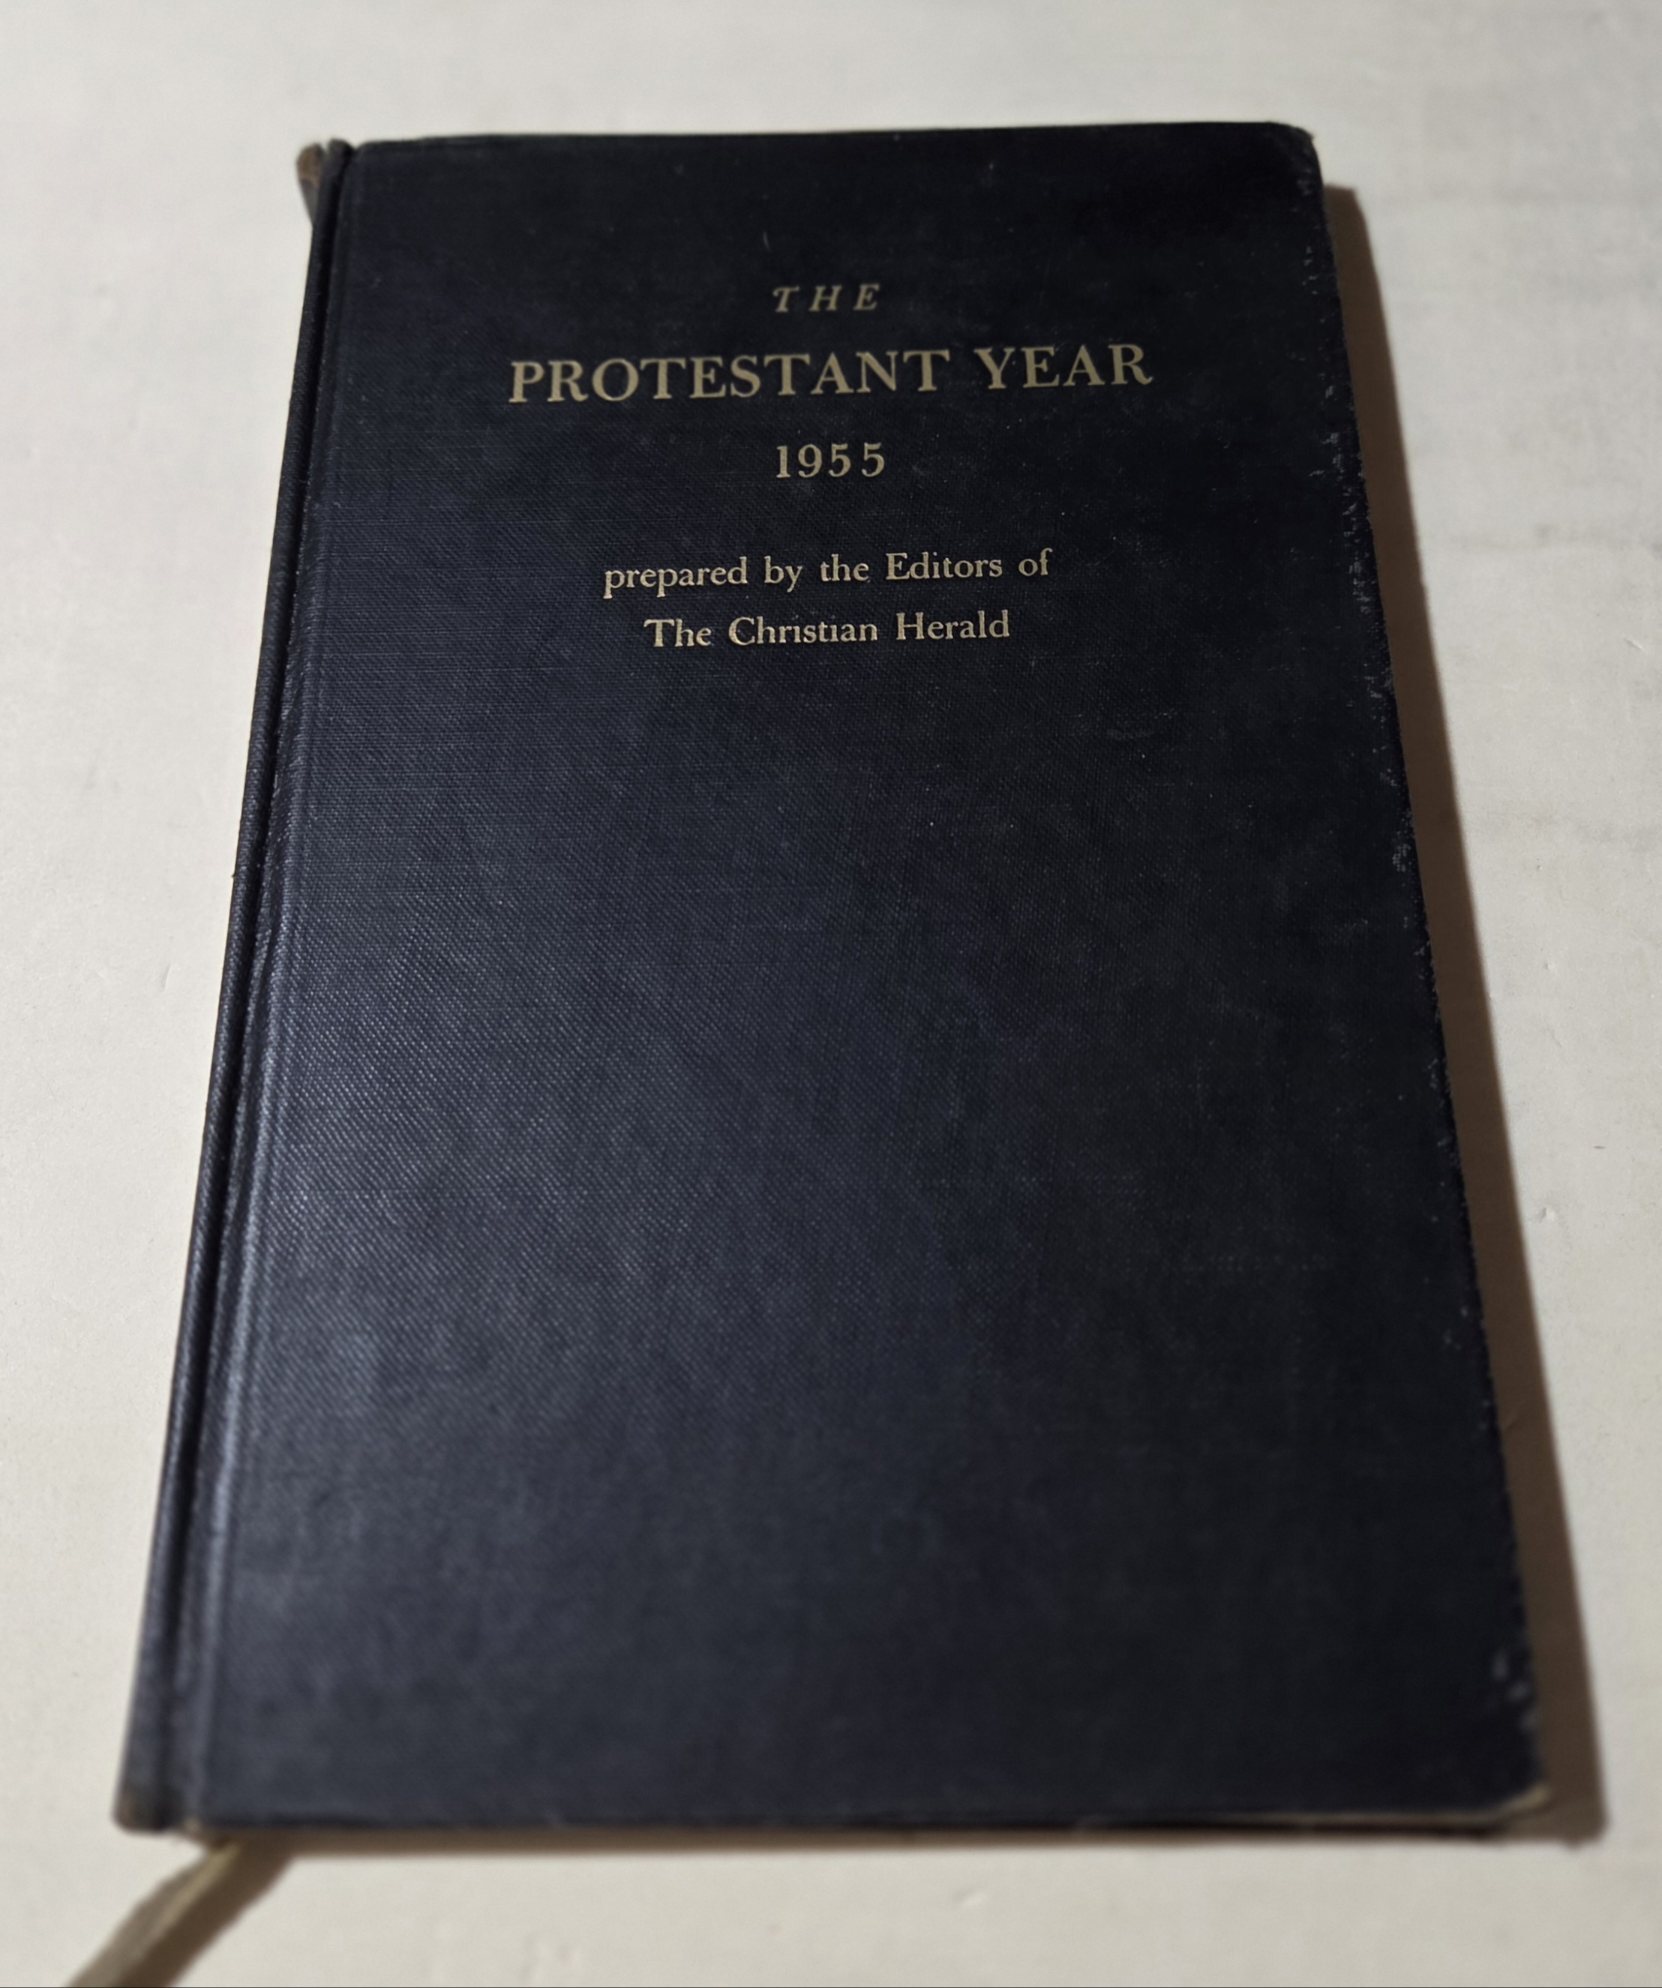 THE
PROTESTANT YEAR
1955
prepared by the Editors of
The Christian Herald